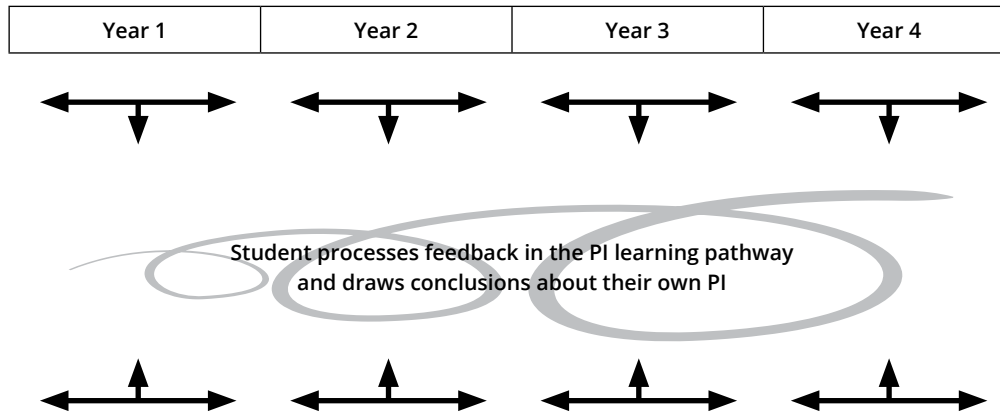 Year 1 Year 2 Year 3 Year 4
Student processes feedback in the PI learning pathway
and draws conclusions about their own PI